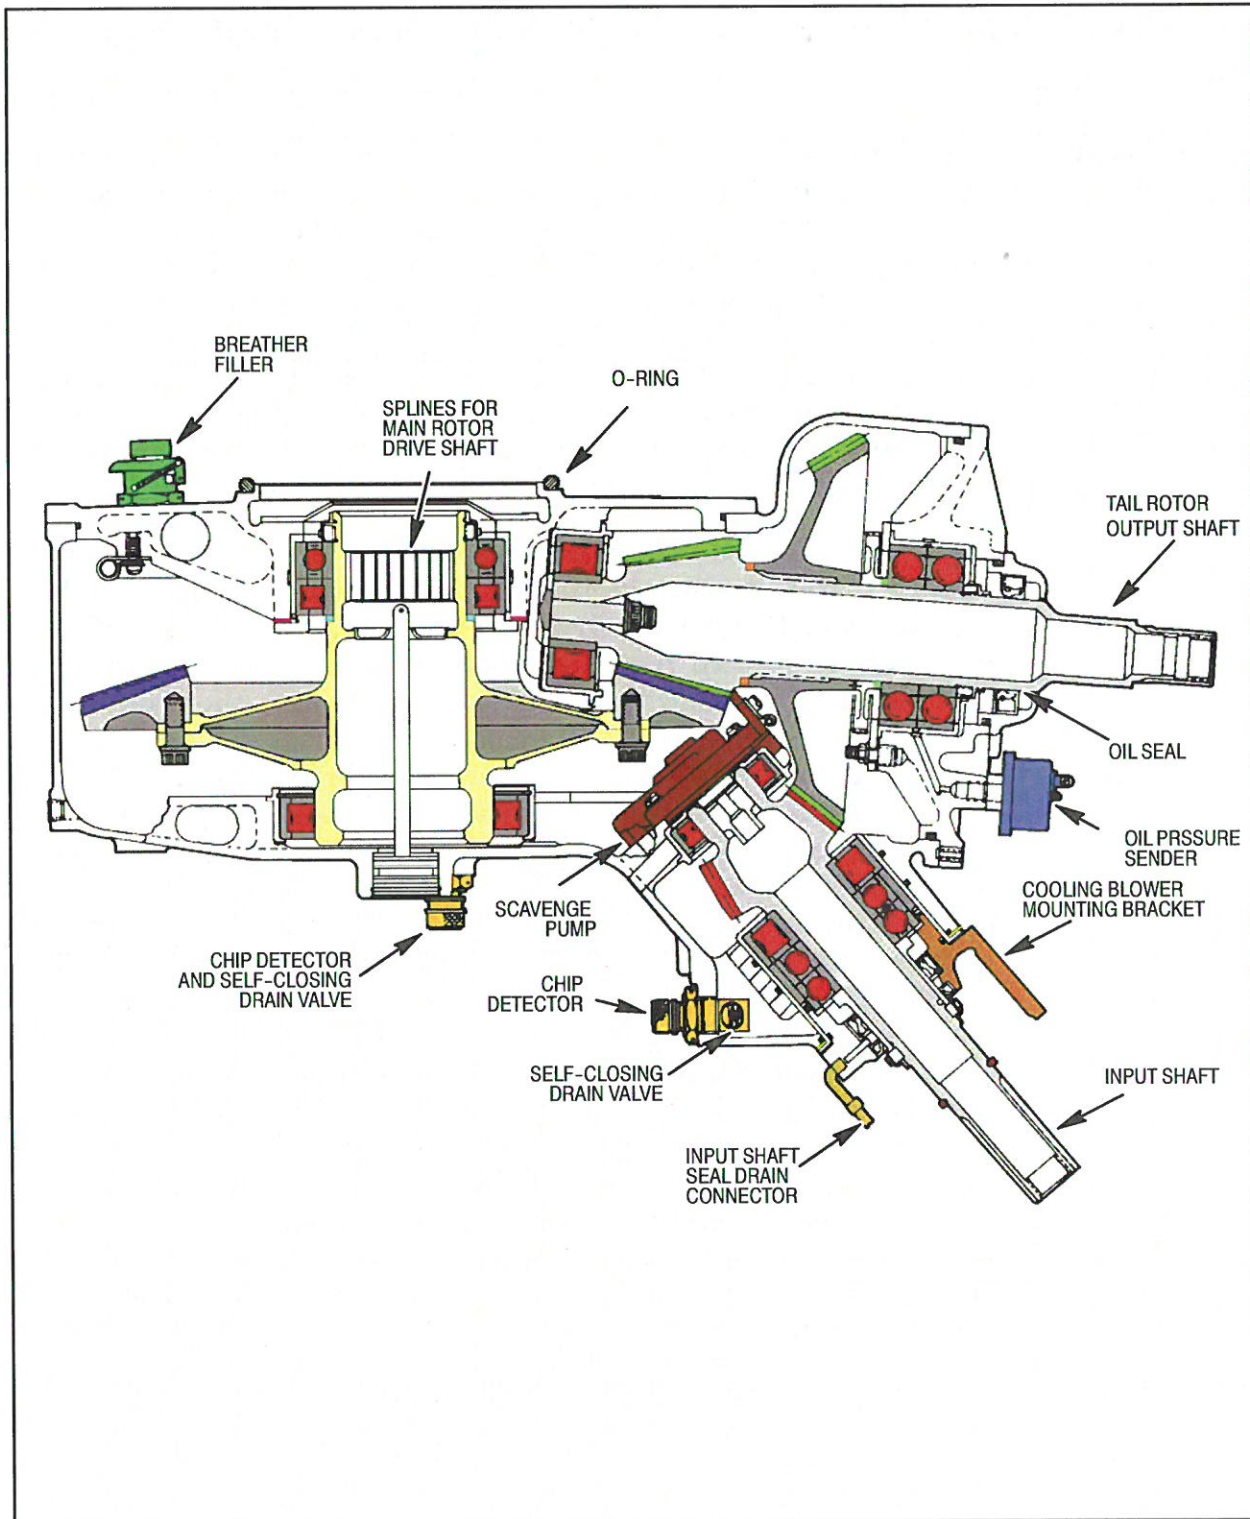 BREATHER
FILLER
O-RING
SPLINES FOR
MAIN ROTOR
DRIVE SHAFT
TAIL ROTOR
OUTPUT SHAFT
OIL SEAL
OIL PRSSURE
SENDER
COOLING BLOWER
MOUNTING BRACKET
SCAVENGE
PUMP
CHIP DETECTOR
AND SELF-CLOSING
DRAIN VALVE
CHIP
DETECTOR
SELF-CLOSING
DRAIN VALVE
INPUT SHAFT
INPUT SHAFT
SEAL DRAIN
CONNECTOR